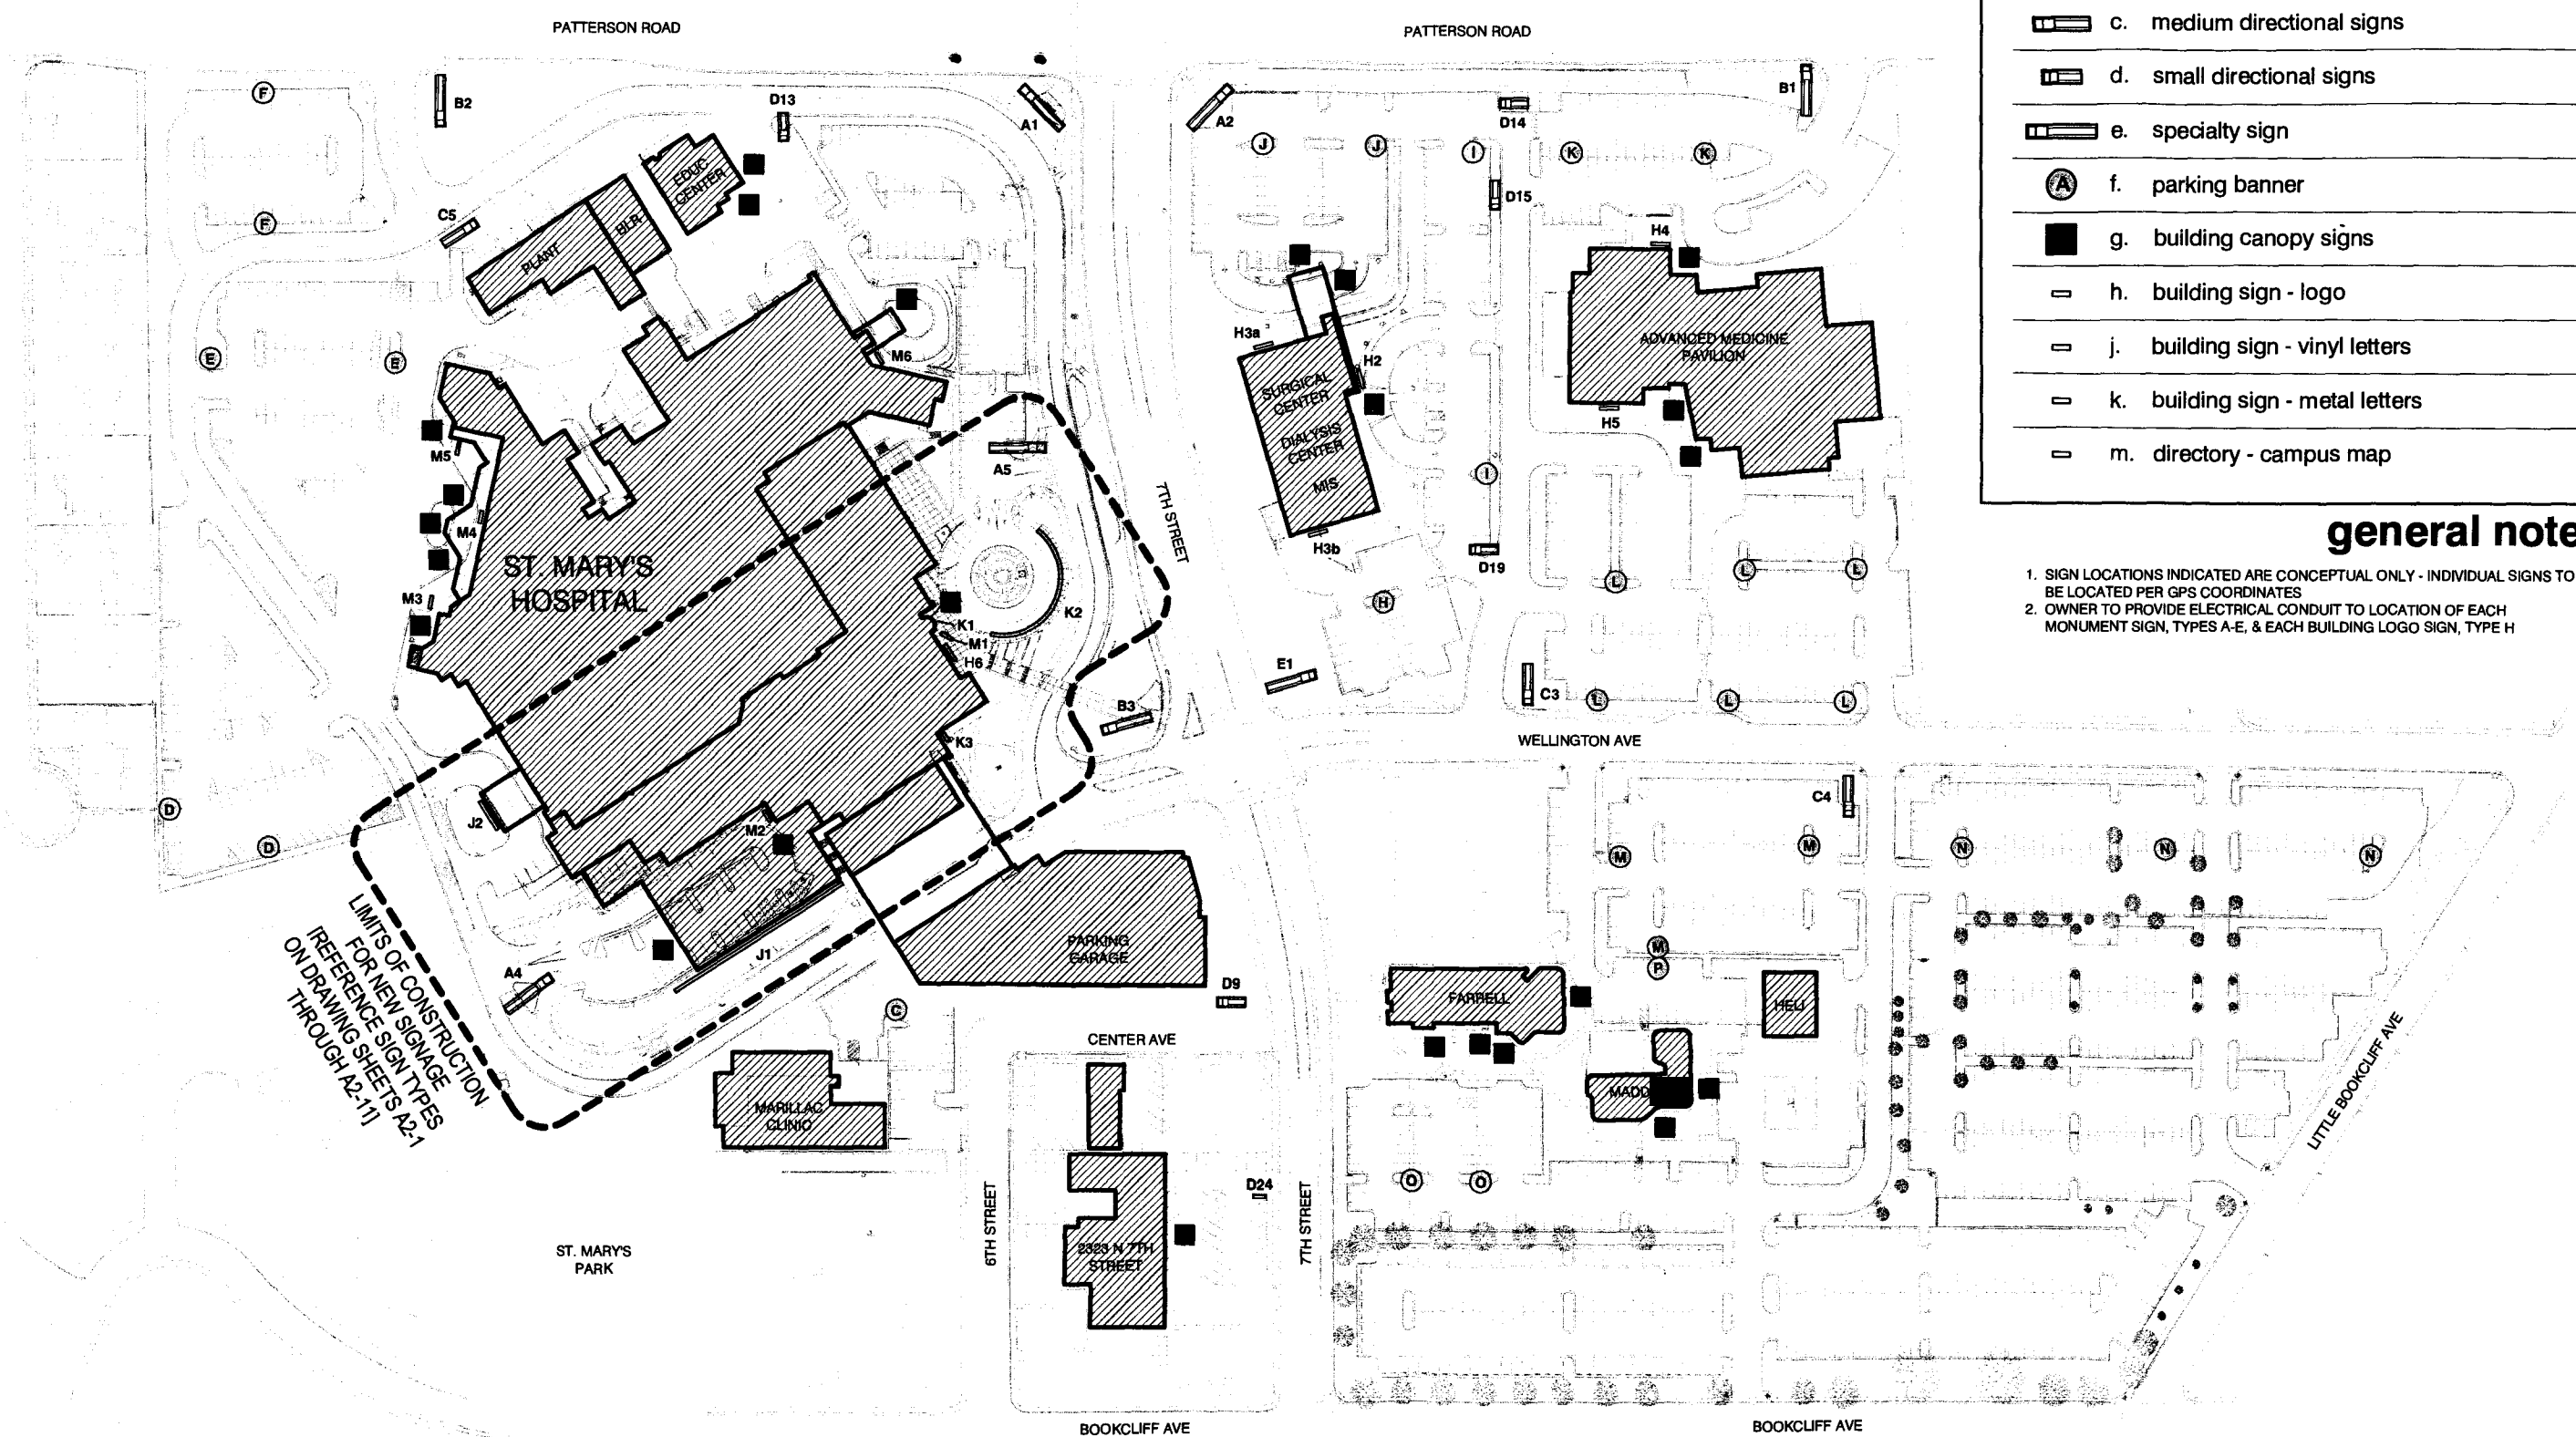 PATTERSON ROAD
PATTERSON ROAD
c. medium directional signs
d. small directional signs
e. specialty sign
A f. parking banner
g. building canopy signs
h. building sign - logo
j. building sign - vinyl letters
k. building sign - metal letters
m. directory - campus map
general note
1. SIGN LOCATIONS INDICATED ARE CONCEPTUAL ONLY - INDIVIDUAL SIGNS TO
BE LOCATED PER GPS COORDINATES
2. OWNER TO PROVIDE ELECTRICAL CONDUIT TO LOCATION OF EACH
MONUMENT SIGN, TYPES A-E, & EACH BUILDING LOGO SIGN, TYPE H
F
B2
D13
A1
A2
D14
B1
J
J
I
K
K
EDUC
CENTER
D15
F
C5
BLR
PLANT
H4
E
E
M6
H3a
H2
ADVANCED MEDICINE
PAVILION
SURGICAL
CENTER
DIALYSIS
CENTER
MIS
H5
M5
A5
I
7TH STREET
M4
H3b
D19
ST. MARY'S
HOSPITAL
L
L
L
M3
H
K1
K2
M1
H6
E1
C3
L
L
L
B3
K3
WELLINGTON AVE
D
J2
M2
C4
D
M
M
N
N
N
LIMITS OF CONSTRUCTION
FOR NEW SIGNAGE
[REFERENCE SIGN TYPES
ON DRAWING SHEETS A2-1
THROUGH A2-11]
J1
PARKING
GARAGE
M
P
A4
D9
C
FARRELL
HELI
CENTER AVE
LITTLE BOOKCLIFF AVE
MARILLAC
CLINIC
MADD
O
O
D24
6TH STREET
7TH STREET
ST. MARY'S
PARK
2323 N 7TH
STREET
BOOKCLIFF AVE
BOOKCLIFF AVE